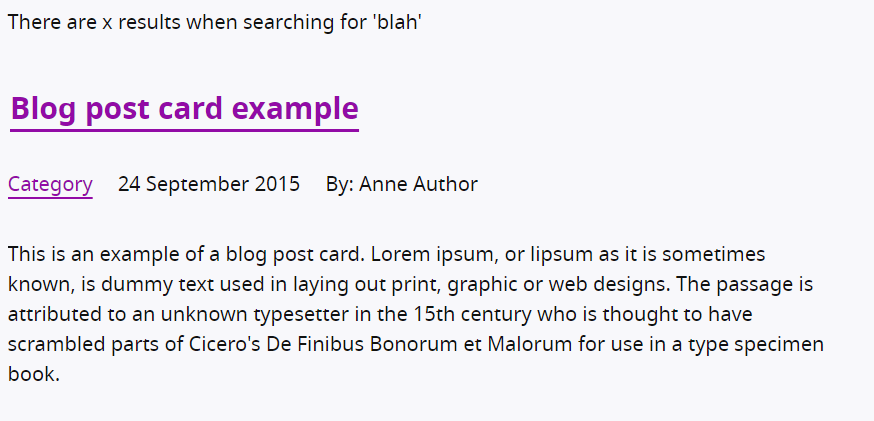 There are x results when searching for 'blah'
Blog post card example
Category 24 September 2015 By: Anne Author
This is an example of a blog post card. Lorem ipsum, or lipsum as it is sometimes
known, is dummy text used in laying out print, graphic or web designs. The passage is
attributed to an unknown typesetter in the 15th century who is thought to have
scrambled parts of Cicero's De Finibus Bonorum et Malorum for use in a type specimen
book.